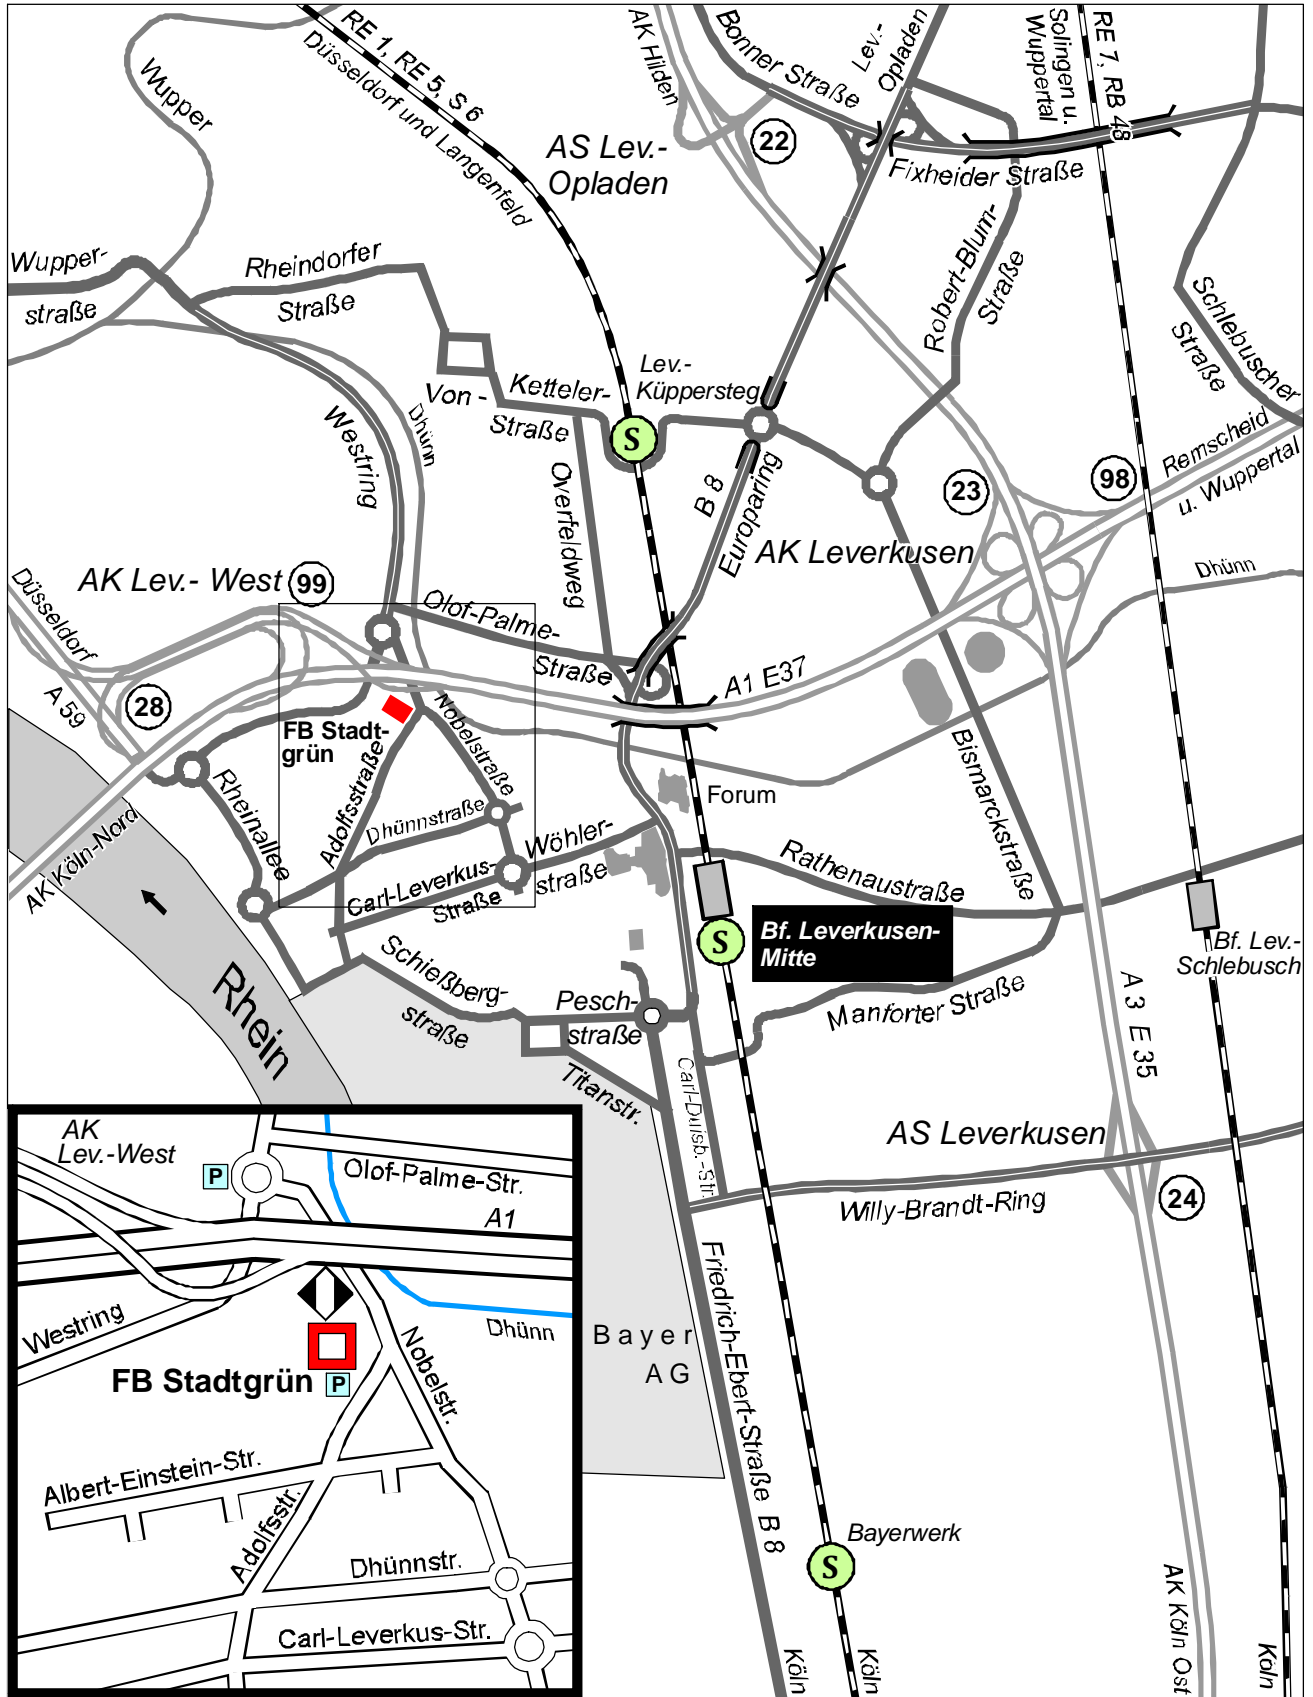 RE 1, RE 5, S 6
Düsseldorf und Langenfeld
Wupper
AK Hilden
Bonner Straße
Lev.-
Opladen
Solingen u.
Wuppertal
RE 7, RB 48
22
AS Lev.-
Opladen
Fixheider Straße
Wupper-
straße
Rheindorfer
Straße
Robert-Blum-
Straße
Schlebuscher
Straße
Lev.-
Küppersteg
Von -
Ketteler-
Straße
S
Westring
Dhünn
Overfeldweg
B 8
Europaring
23
98
Remscheid
u. Wuppertal
AK Leverkusen
Dhünn
AK Lev.- West
99
Düsseldorf
A 59
28
Olof-Palme-
Straße
A1 E37
FB Stadt-
grün
Nobelstraße
Adolfsstraße
Dhünnstraße
Rheinallee
AK Köln-Nord
Forum
Bismarckstraße
Wöhler-
straße
Carl-Leverkus-
Straße
Rathenaustraße
S
Bf. Leverkusen-
Mitte
Bf. Lev.-
Schlebusch
Rhein
Schießberg-
straße
Pesch-
straße
Manforter Straße
A 3 E 35
Titanstr.
Carl-Duisb.-Str.
AS Leverkusen
24
Willy-Brandt-Ring
Bayer
AG
Friedrich-Ebert-Straße B 8
Bayerwerk
S
Köln
Köln
AK Köln Ost
Köln
AK
Lev.-West
P
Olof-Palme-Str.
A1
Westring
Dhünn
FB Stadtgrün
P
Nobelstr.
Albert-Einstein-Str.
Adolfsstr.
Dhünnstr.
Carl-Leverkus-Str.